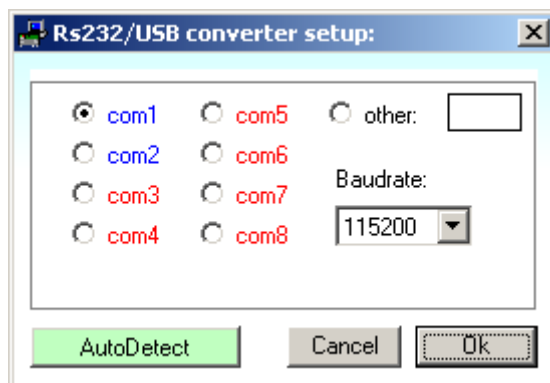 Rs232/USB converter setup:
com1 com5 other:
com2 com6
Baudrate:
com3 com7
115200
com4 com8
AutoDetect Cancel Ok